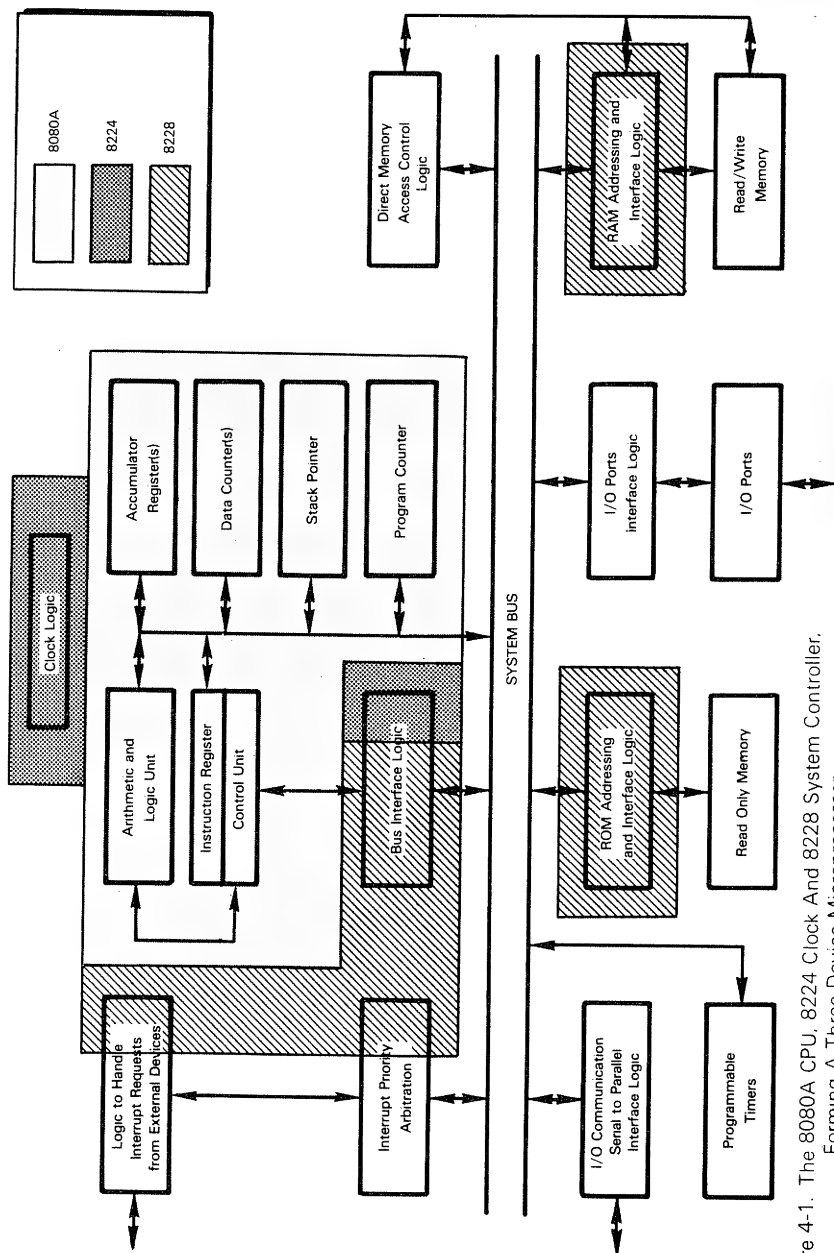 8080A
8224
8228
Clock Logic
Accumulator
Register(s)
Data Counter(s)
Stack Pointer
Program Counter
Arithmetic and
Logic Unit
Instruction Register
Control Unit
Bus Interface Logic
Logic to Handle
Interrupt Requests
from External Devices
Interrupt Priority
Arbitration
Direct Memory
Access Control
Logic
SYSTEM BUS
I/O Communication
Serial to Parallel
Interface Logic
Programmable
Timers
ROM Addressing
and Interface Logic
Read Only Memory
I/O Ports
Interface Logic
I/O Ports
RAM Addressing and
Interface Logic
Read/Write
Memory
re 4-1. The 8080A CPU, 8224 Clock And 8228 System Controller,
Forming A Three-Device Microprocessor